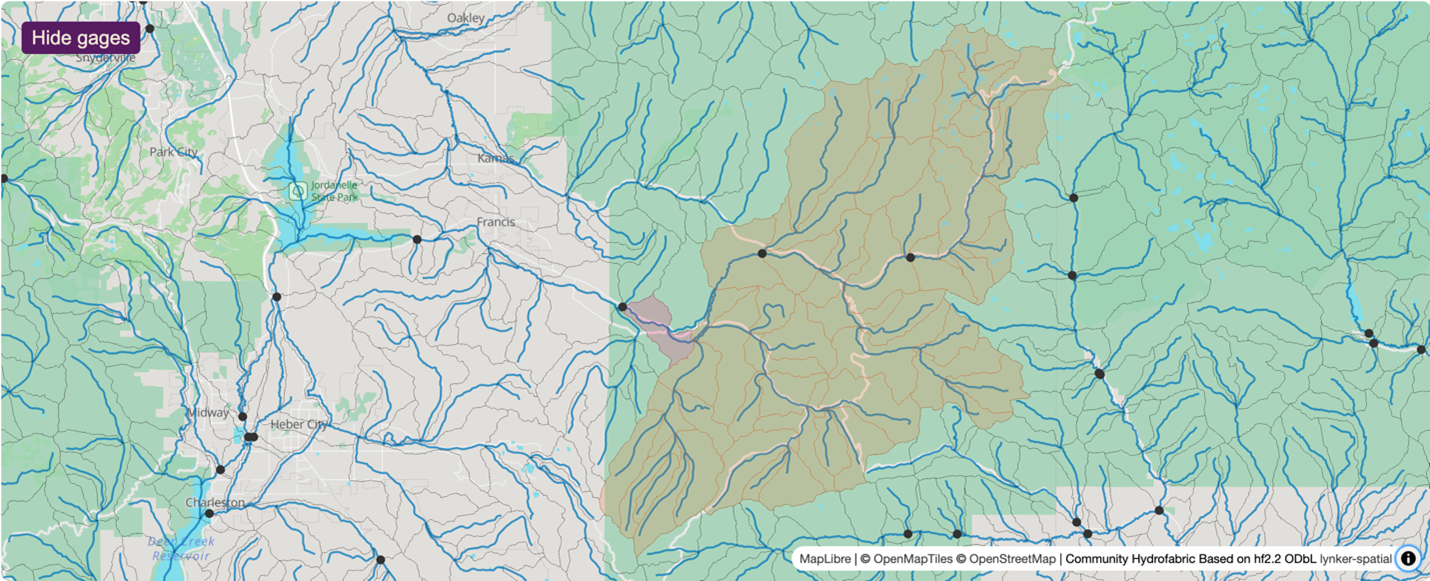 Oakley
Hide gages
Snyderville
Park City
Kamas
Jordanelle
State Park
Francis
Midway
Heber City
Charleston
Deer Creek
Reservoir
MapLibre | © OpenMapTiles © OpenStreetMap | Community Hydrofabric Based on hf2.2 ODbL lynker-spatial